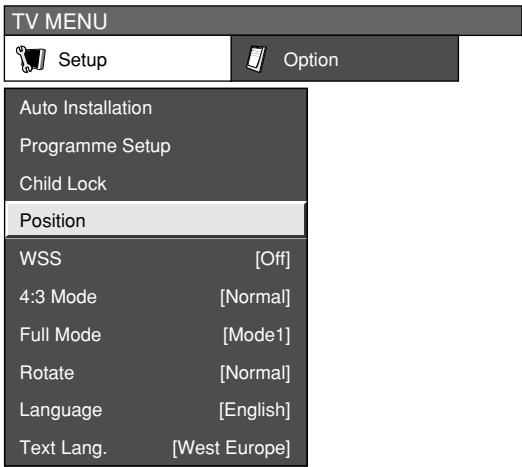 TV MENU
Setup Option
Auto Installation
Programme Setup
Child Lock
Position
WSS [Off]
4:3 Mode [Normal]
Full Mode [Mode1]
Rotate [Normal]
Language [English]
Text Lang. [West Europe]